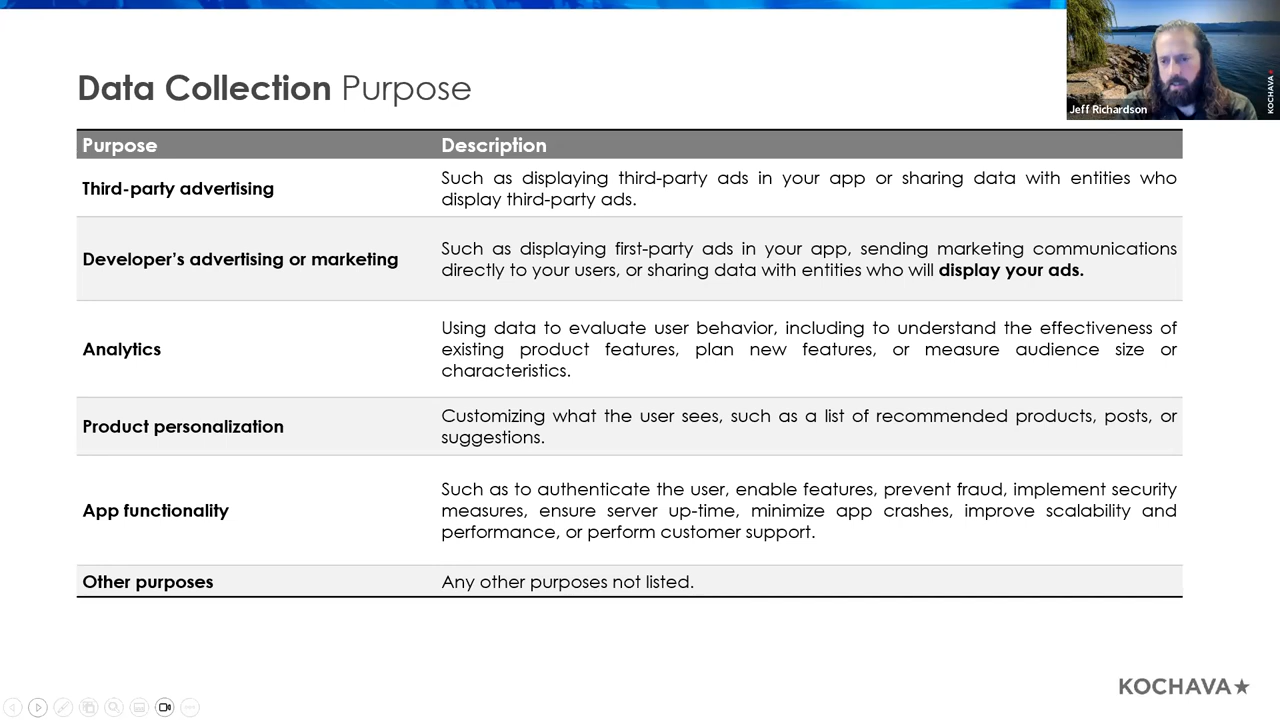 Data Collection Purpose
Jeff Richardson
KOCHAVA★
Purpose Description
Third-party advertising
Such as displaying third-party ads in your app or sharing data with entities who
display third-party ads.
Developer's advertising or marketing
Such as displaying first-party ads in your app, sending marketing communications
directly to your users, or sharing data with entities who will display your ads.
Analytics
Using data to evaluate user behavior, including to understand the effectiveness of
existing product features, plan new features, or measure audience size or
characteristics.
Product personalization
Customizing what the user sees, such as a list of recommended products, posts, or
suggestions.
App functionality
Such as to authenticate the user, enable features, prevent fraud, implement security
measures, ensure server up-time, minimize app crashes, improve scalability and
performance, or perform customer support.
Other purposes
Any other purposes not listed.
KOCHAVA★